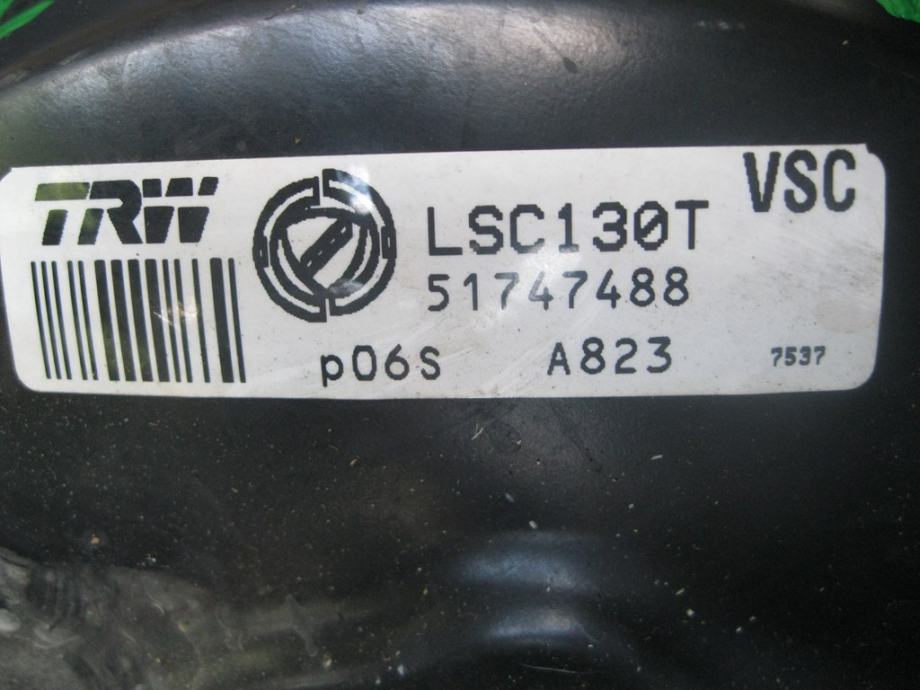 TRW
VSC
LSC130T
51747488
p06S A823 7537